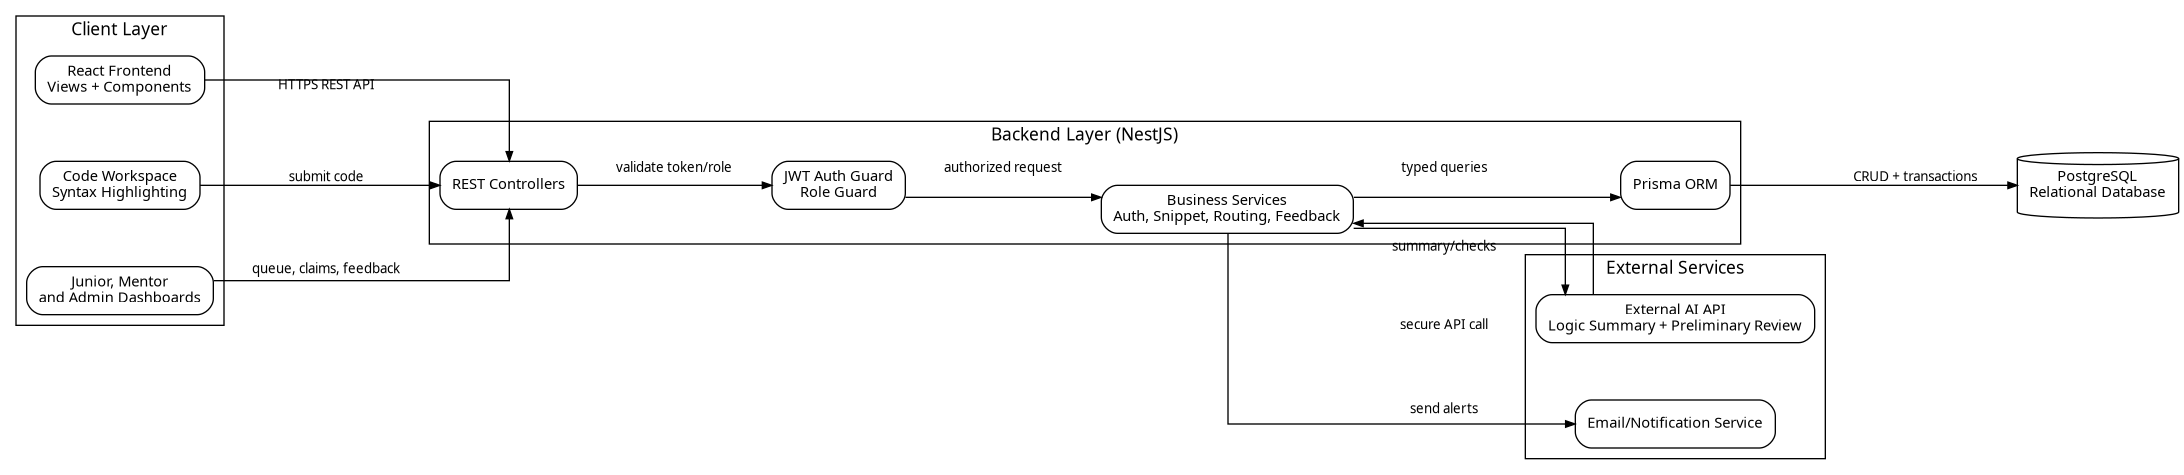 Client Layer
React Frontend
Views + Components
HTTPS REST API
Code Workspace
Syntax Highlighting
submit code
Junior, Mentor
and Admin Dashboards
queue, claims, feedback
Backend Layer (NestJS)
REST Controllers
validate token/role
JWT Auth Guard
Role Guard
authorized request
Business Services
Auth, Snippet, Routing, Feedback
typed queries
Prisma ORM
CRUD + transactions
PostgreSQL
Relational Database
summary/checks
External Services
External AI API
Logic Summary + Preliminary Review
secure API call
send alerts
Email/Notification Service